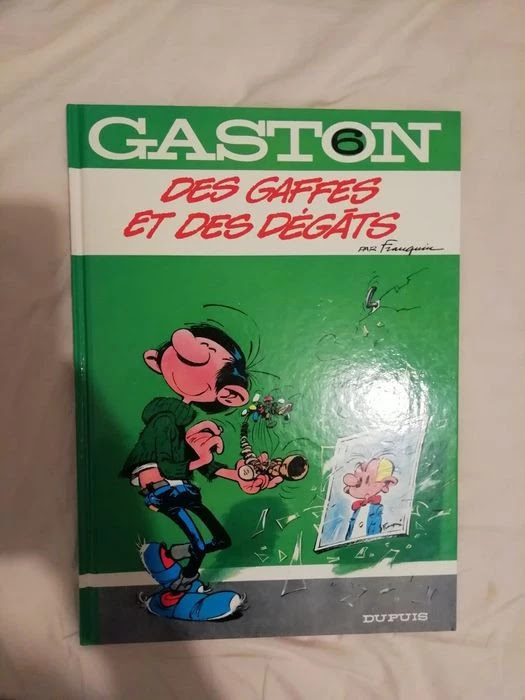 GASTON
6
DES GAFFES
ET DES DÉGÂTS
PAR Franquin
DUPUIS